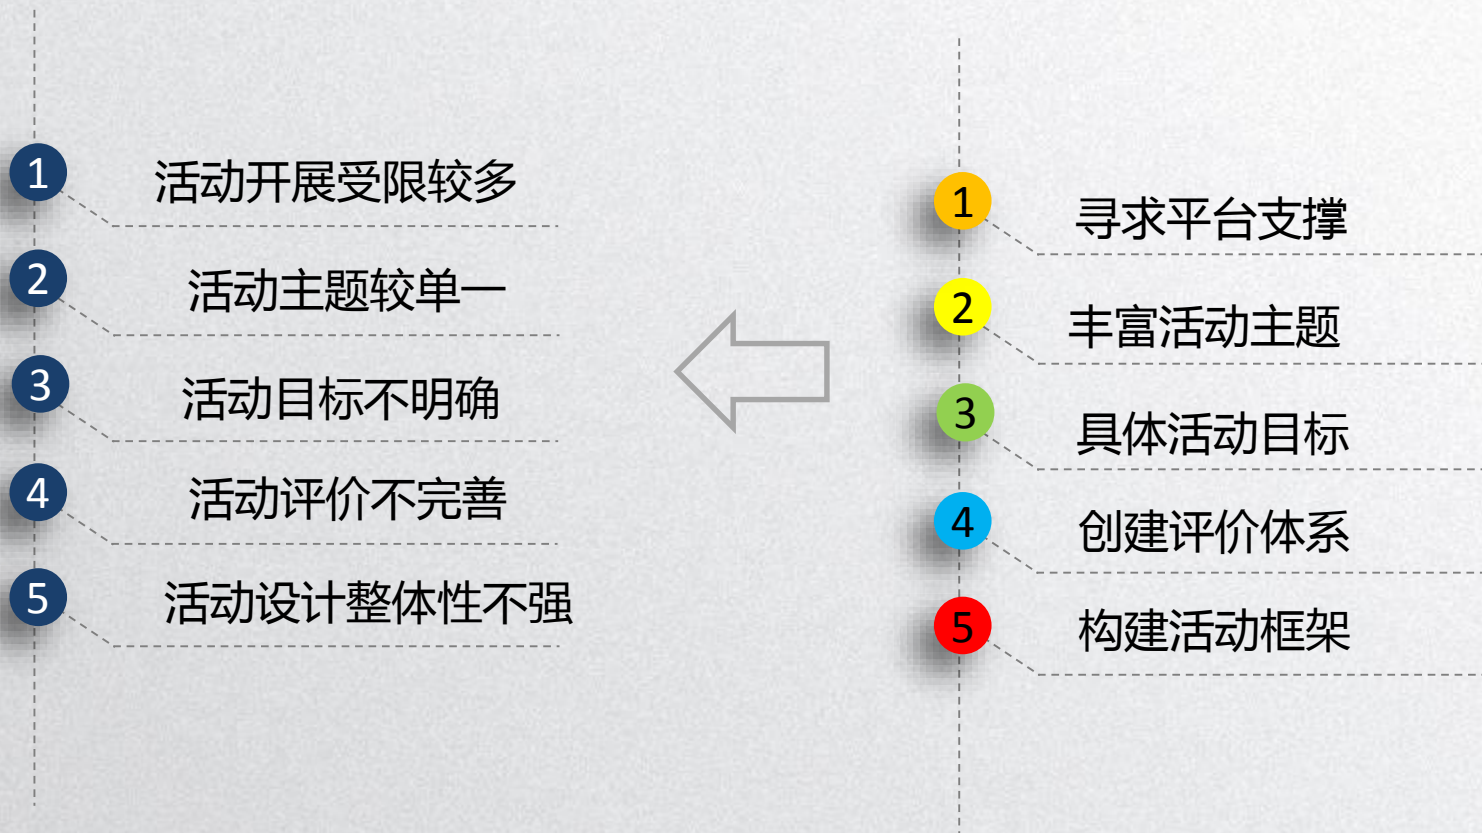 1 活动开展受限较多
2 活动主题较单一
3 活动目标不明确
4 活动评价不完善
5 活动设计整体性不强
1 寻求平台支撑
2 丰富活动主题
3 具体活动目标
4 创建评价体系
5 构建活动框架